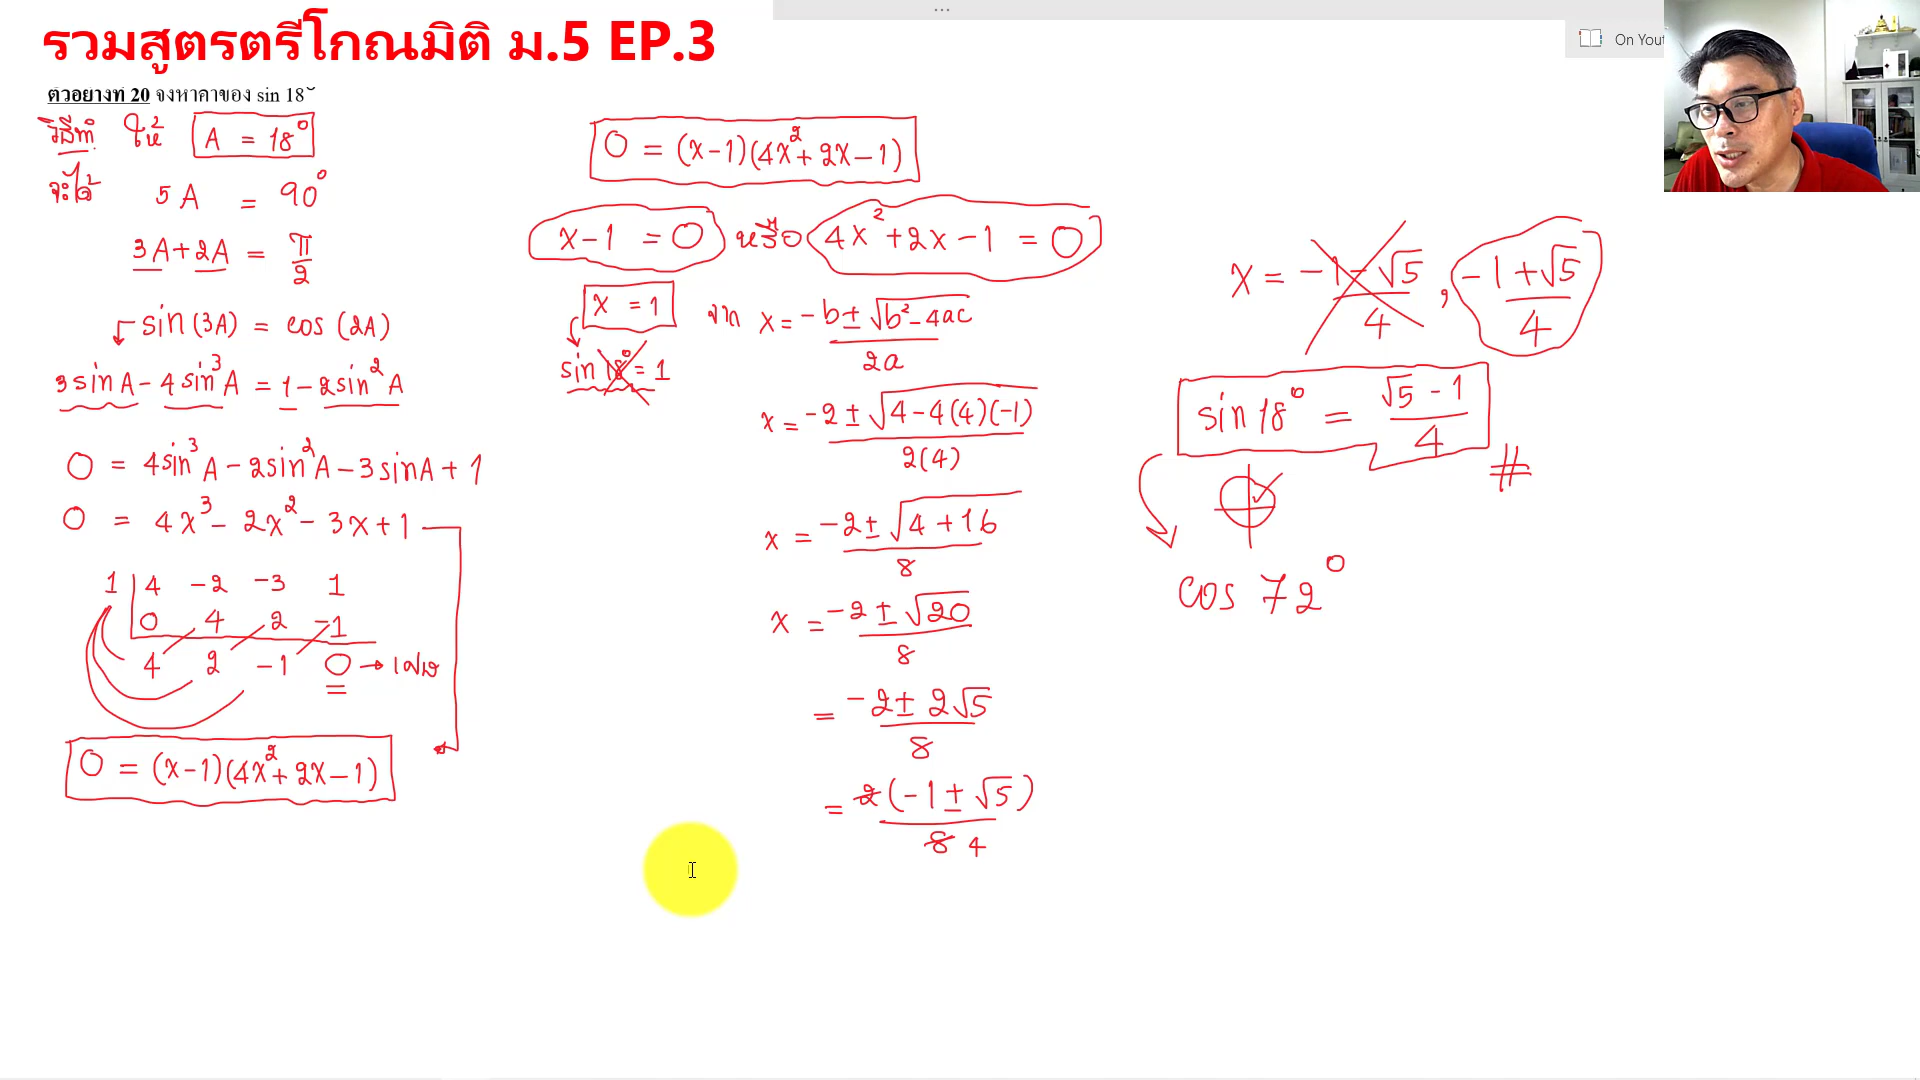 รวมสูตรตรีโกณมิติ ม.5 EP.3
ตัวอย่างที่ 20 จงหาค่าของ sin 18°
วิธีทำ ให้ A = 18°
จะได้ 5A = 90°
3A+2A = π/2
sin(3A) = cos(2A)
3sinA - 4sin³A = 1 - 2sin²A
0 = 4sin³A - 2sin²A - 3sinA + 1
0 = 4x³ - 2x² - 3x + 1
1 | 4 -2 -3 1
0 4 2 -1
4 2 -1 0 → เศษ
0 = (x-1)(4x²+2x-1)
0 = (x-1)(4x²+2x-1)
x-1 = 0 หรือ 4x²+2x-1 = 0
x = 1
sin 18° = 1
จาก x = (-b ± √(b²-4ac))/2a
x = (-2 ± √(4-4(4)(-1)))/2(4)
x = (-2 ± √(4+16))/8
x = (-2 ± √20)/8
= (-2 ± 2√5)/8
= 2(-1 ± √5)/8 4
x = (-1-√5)/4 , (-1+√5)/4
sin 18° = (√5 - 1)/4 #
cos 72°
... 
On Yout